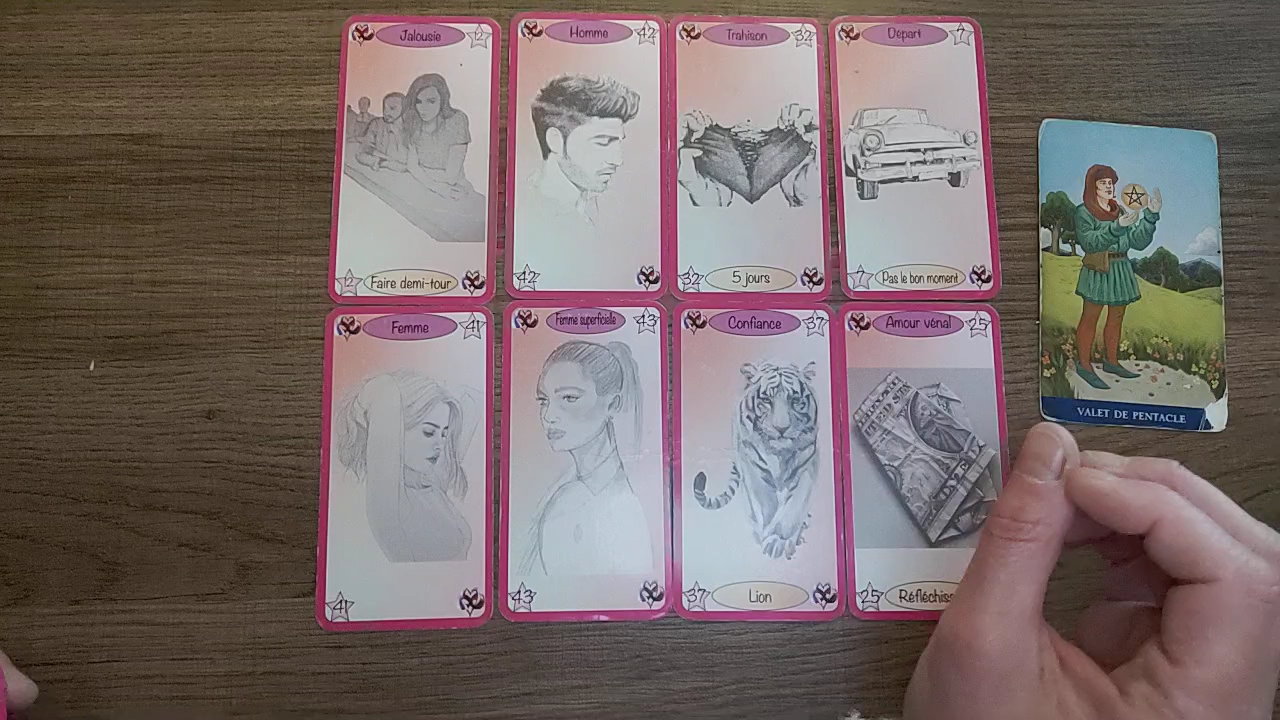 Jalousie
12
12
Faire demi-tour
Homme
42
42
Trahison
32
32
5 jours
Départ
7
7
Pas le bon moment
Femme
41
41
Femme superficielle
43
43
Confiance
37
37
Lion
Amour vénal
25
25
Réfléchiss
VALET DE PENTACLE